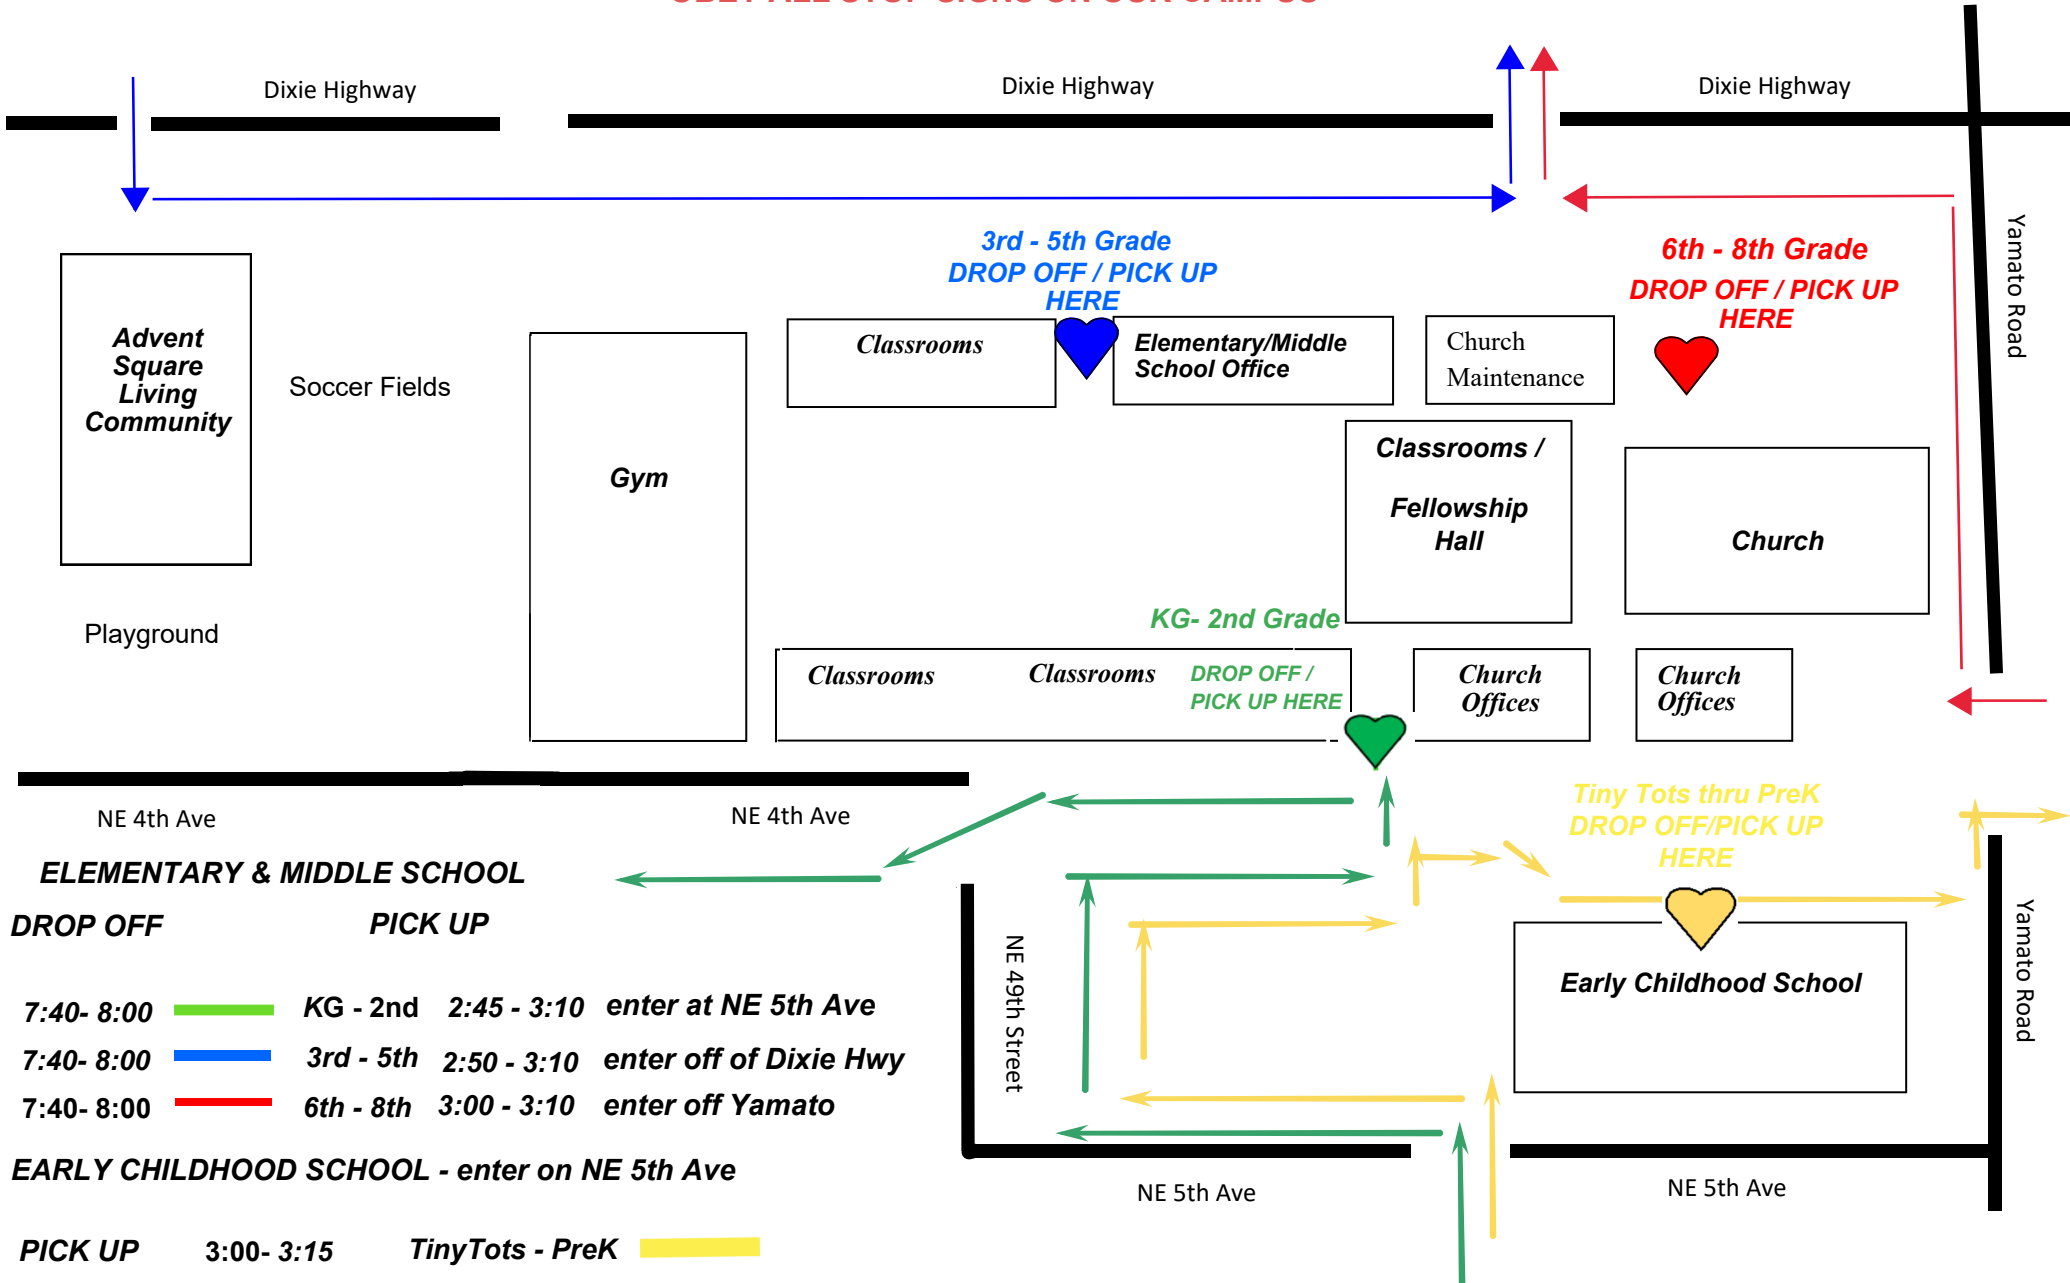 OBEY ALL STOP SIGNS ON OUR CAMPUS
Dixie Highway
Dixie Highway
Dixie Highway
3rd - 5th Grade
DROP OFF / PICK UP
HERE
6th - 8th Grade
DROP OFF / PICK UP
HERE
Yamato Road
Advent
Square
Living
Community
Soccer Fields
Classrooms
Elementary/Middle
School Office
Church
Maintenance
Gym
Classrooms /
Fellowship
Hall
Church
Playground
KG- 2nd Grade
Classrooms
Classrooms
DROP OFF /
PICK UP HERE
Church
Offices
Church
Offices
NE 4th Ave
NE 4th Ave
Tiny Tots thru PreK
DROP OFF/PICK UP
HERE
ELEMENTARY & MIDDLE SCHOOL
DROP OFF PICK UP
7:40- 8:00 KG - 2nd 2:45 - 3:10 enter at NE 5th Ave
7:40- 8:00 3rd - 5th 2:50 - 3:10 enter off of Dixie Hwy
7:40- 8:00 6th - 8th 3:00 - 3:10 enter off Yamato
NE 49th Street
Early Childhood School
Yamato Road
EARLY CHILDHOOD SCHOOL - enter on NE 5th Ave
NE 5th Ave
NE 5th Ave
PICK UP 3:00- 3:15 TinyTots - PreK